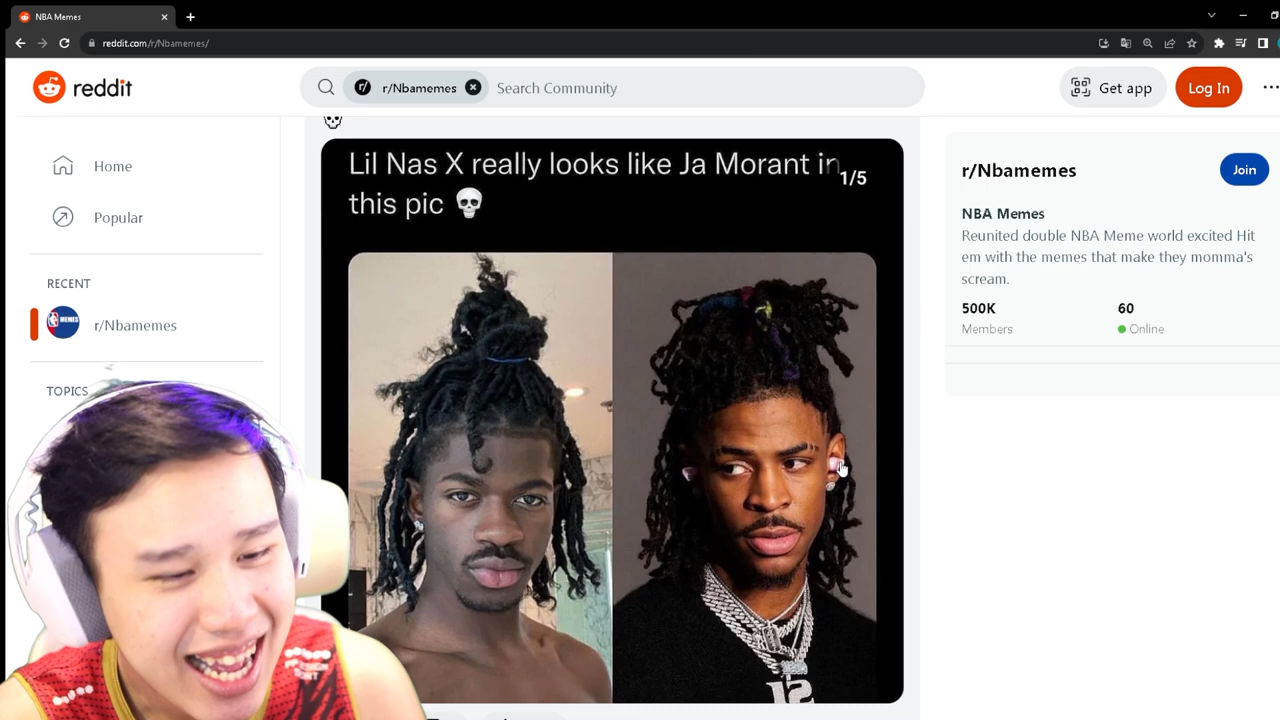 NBA Memes
reddit.com/r/Nbamemes/
reddit
r/Nbamemes
Search Community
Get app
Log In
Home
Popular
RECENT
r/Nbamemes
TOPICS
Lil Nas X really looks like Ja Morant in
1/5
this pic 💀
12
r/Nbamemes
Join
NBA Memes
Reunited double NBA Meme world excited Hit
em with the memes that make they momma's
scream.
500K
60
Members
Online